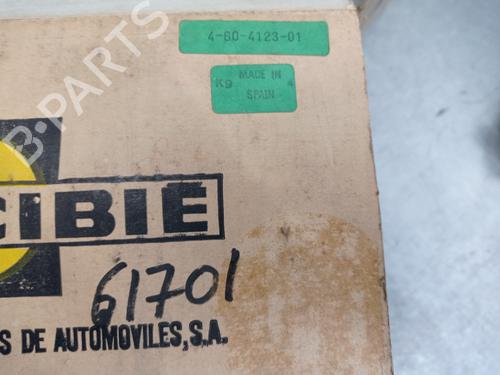 4-60-4123-01
MADE IN
K9 4
SPAIN
B-PARTS
CIBIE
61701
S DE AUTOMOVILES, S.A.